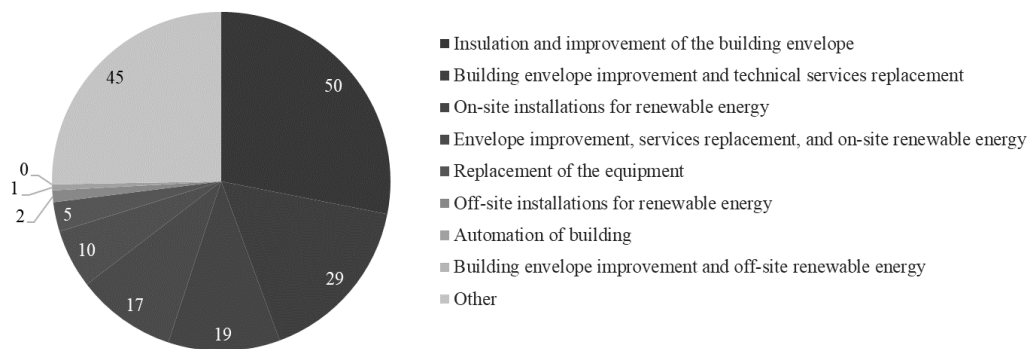 50
29
19
17
10
5
2
1
0
45
Insulation and improvement of the building envelope
Building envelope improvement and technical services replacement
On-site installations for renewable energy
Envelope improvement, services replacement, and on-site renewable energy
Replacement of the equipment
Off-site installations for renewable energy
Automation of building
Building envelope improvement and off-site renewable energy
Other